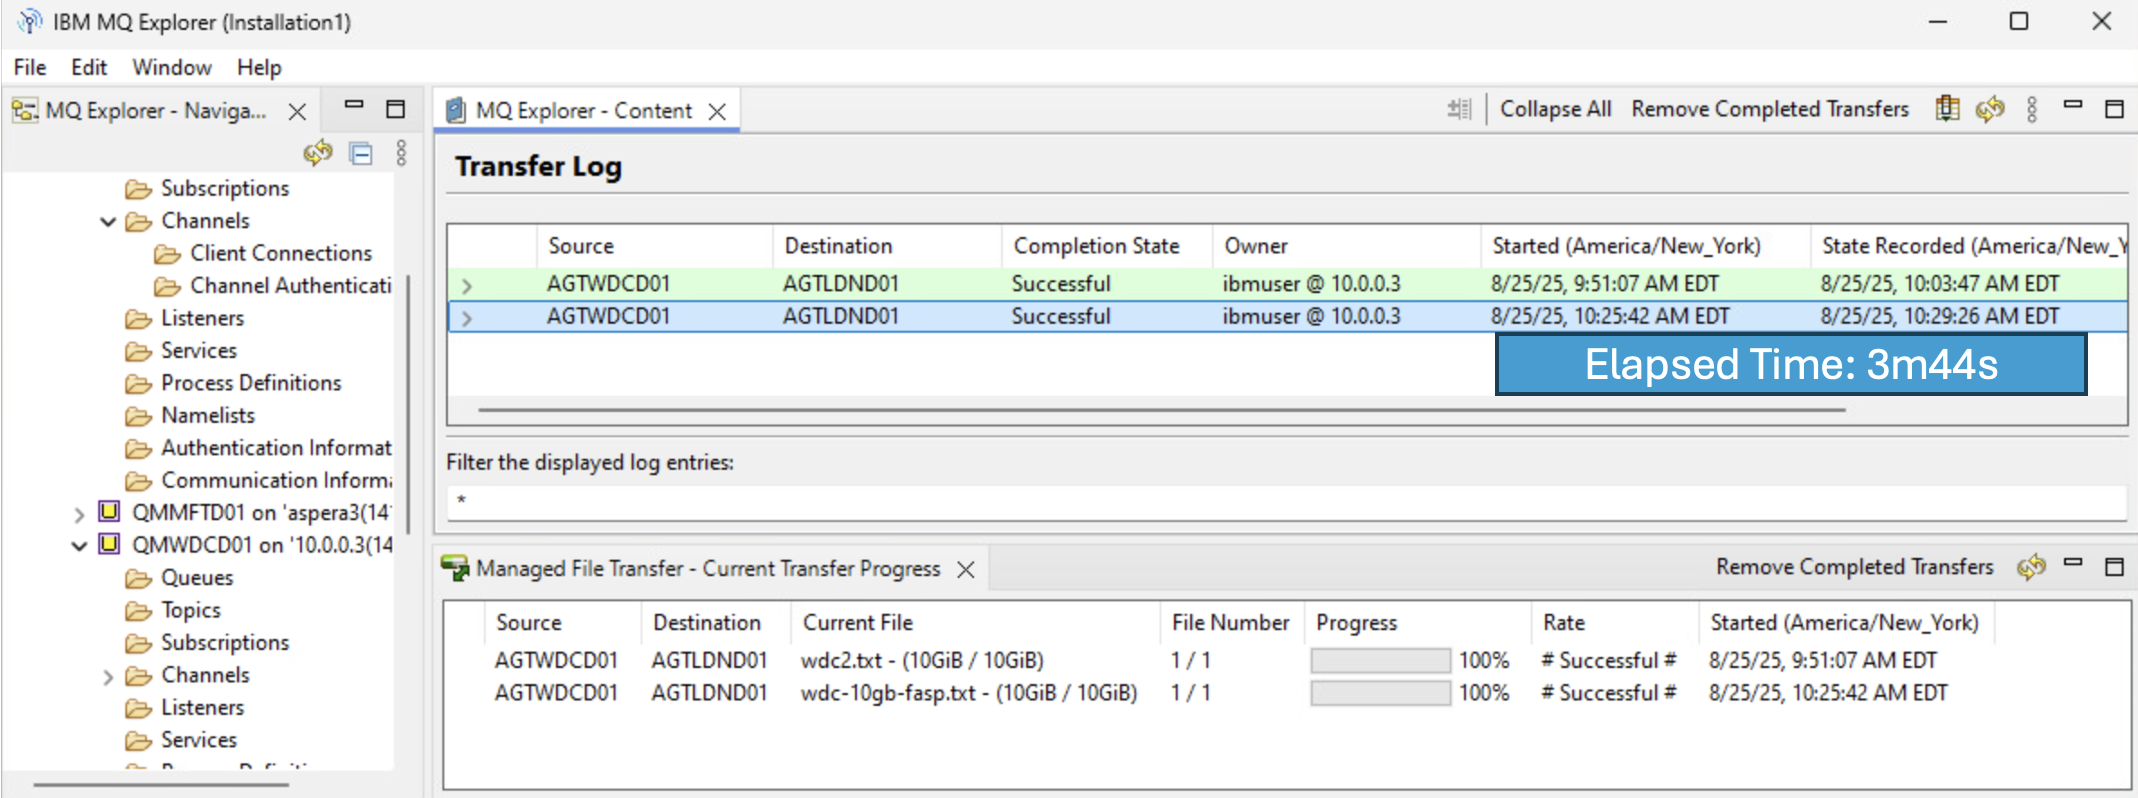 IBM MQ Explorer (Installation1)
File Edit Window Help
MQ Explorer - Naviga...
Subscriptions
Channels
Client Connections
Channel Authenticati
Listeners
Services
Process Definitions
Namelists
Authentication Informat
Communication Inform
QMMFTD01 on 'aspera3(14
QMWDCD01 on '10.0.0.3(14
Queues
Topics
Subscriptions
Channels
Listeners
Services
MQ Explorer - Content
Collapse All Remove Completed Transfers
Transfer Log
Source Destination Completion State Owner Started (America/New_York) State Recorded (America/New_Y
AGTWDCD01 AGTLDND01 Successful ibmuser @ 10.0.0.3 8/25/25, 9:51:07 AM EDT 8/25/25, 10:03:47 AM EDT
AGTWDCD01 AGTLDND01 Successful ibmuser @ 10.0.0.3 8/25/25, 10:25:42 AM EDT 8/25/25, 10:29:26 AM EDT
Elapsed Time: 3m44s
Filter the displayed log entries:
*
Managed File Transfer - Current Transfer Progress
Remove Completed Transfers
Source Destination Current File File Number Progress Rate Started (America/New_York)
AGTWDCD01 AGTLDND01 wdc2.txt - (10GiB / 10GiB) 1 / 1 100% # Successful # 8/25/25, 9:51:07 AM EDT
AGTWDCD01 AGTLDND01 wdc-10gb-fasp.txt - (10GiB / 10GiB) 1 / 1 100% # Successful # 8/25/25, 10:25:42 AM EDT